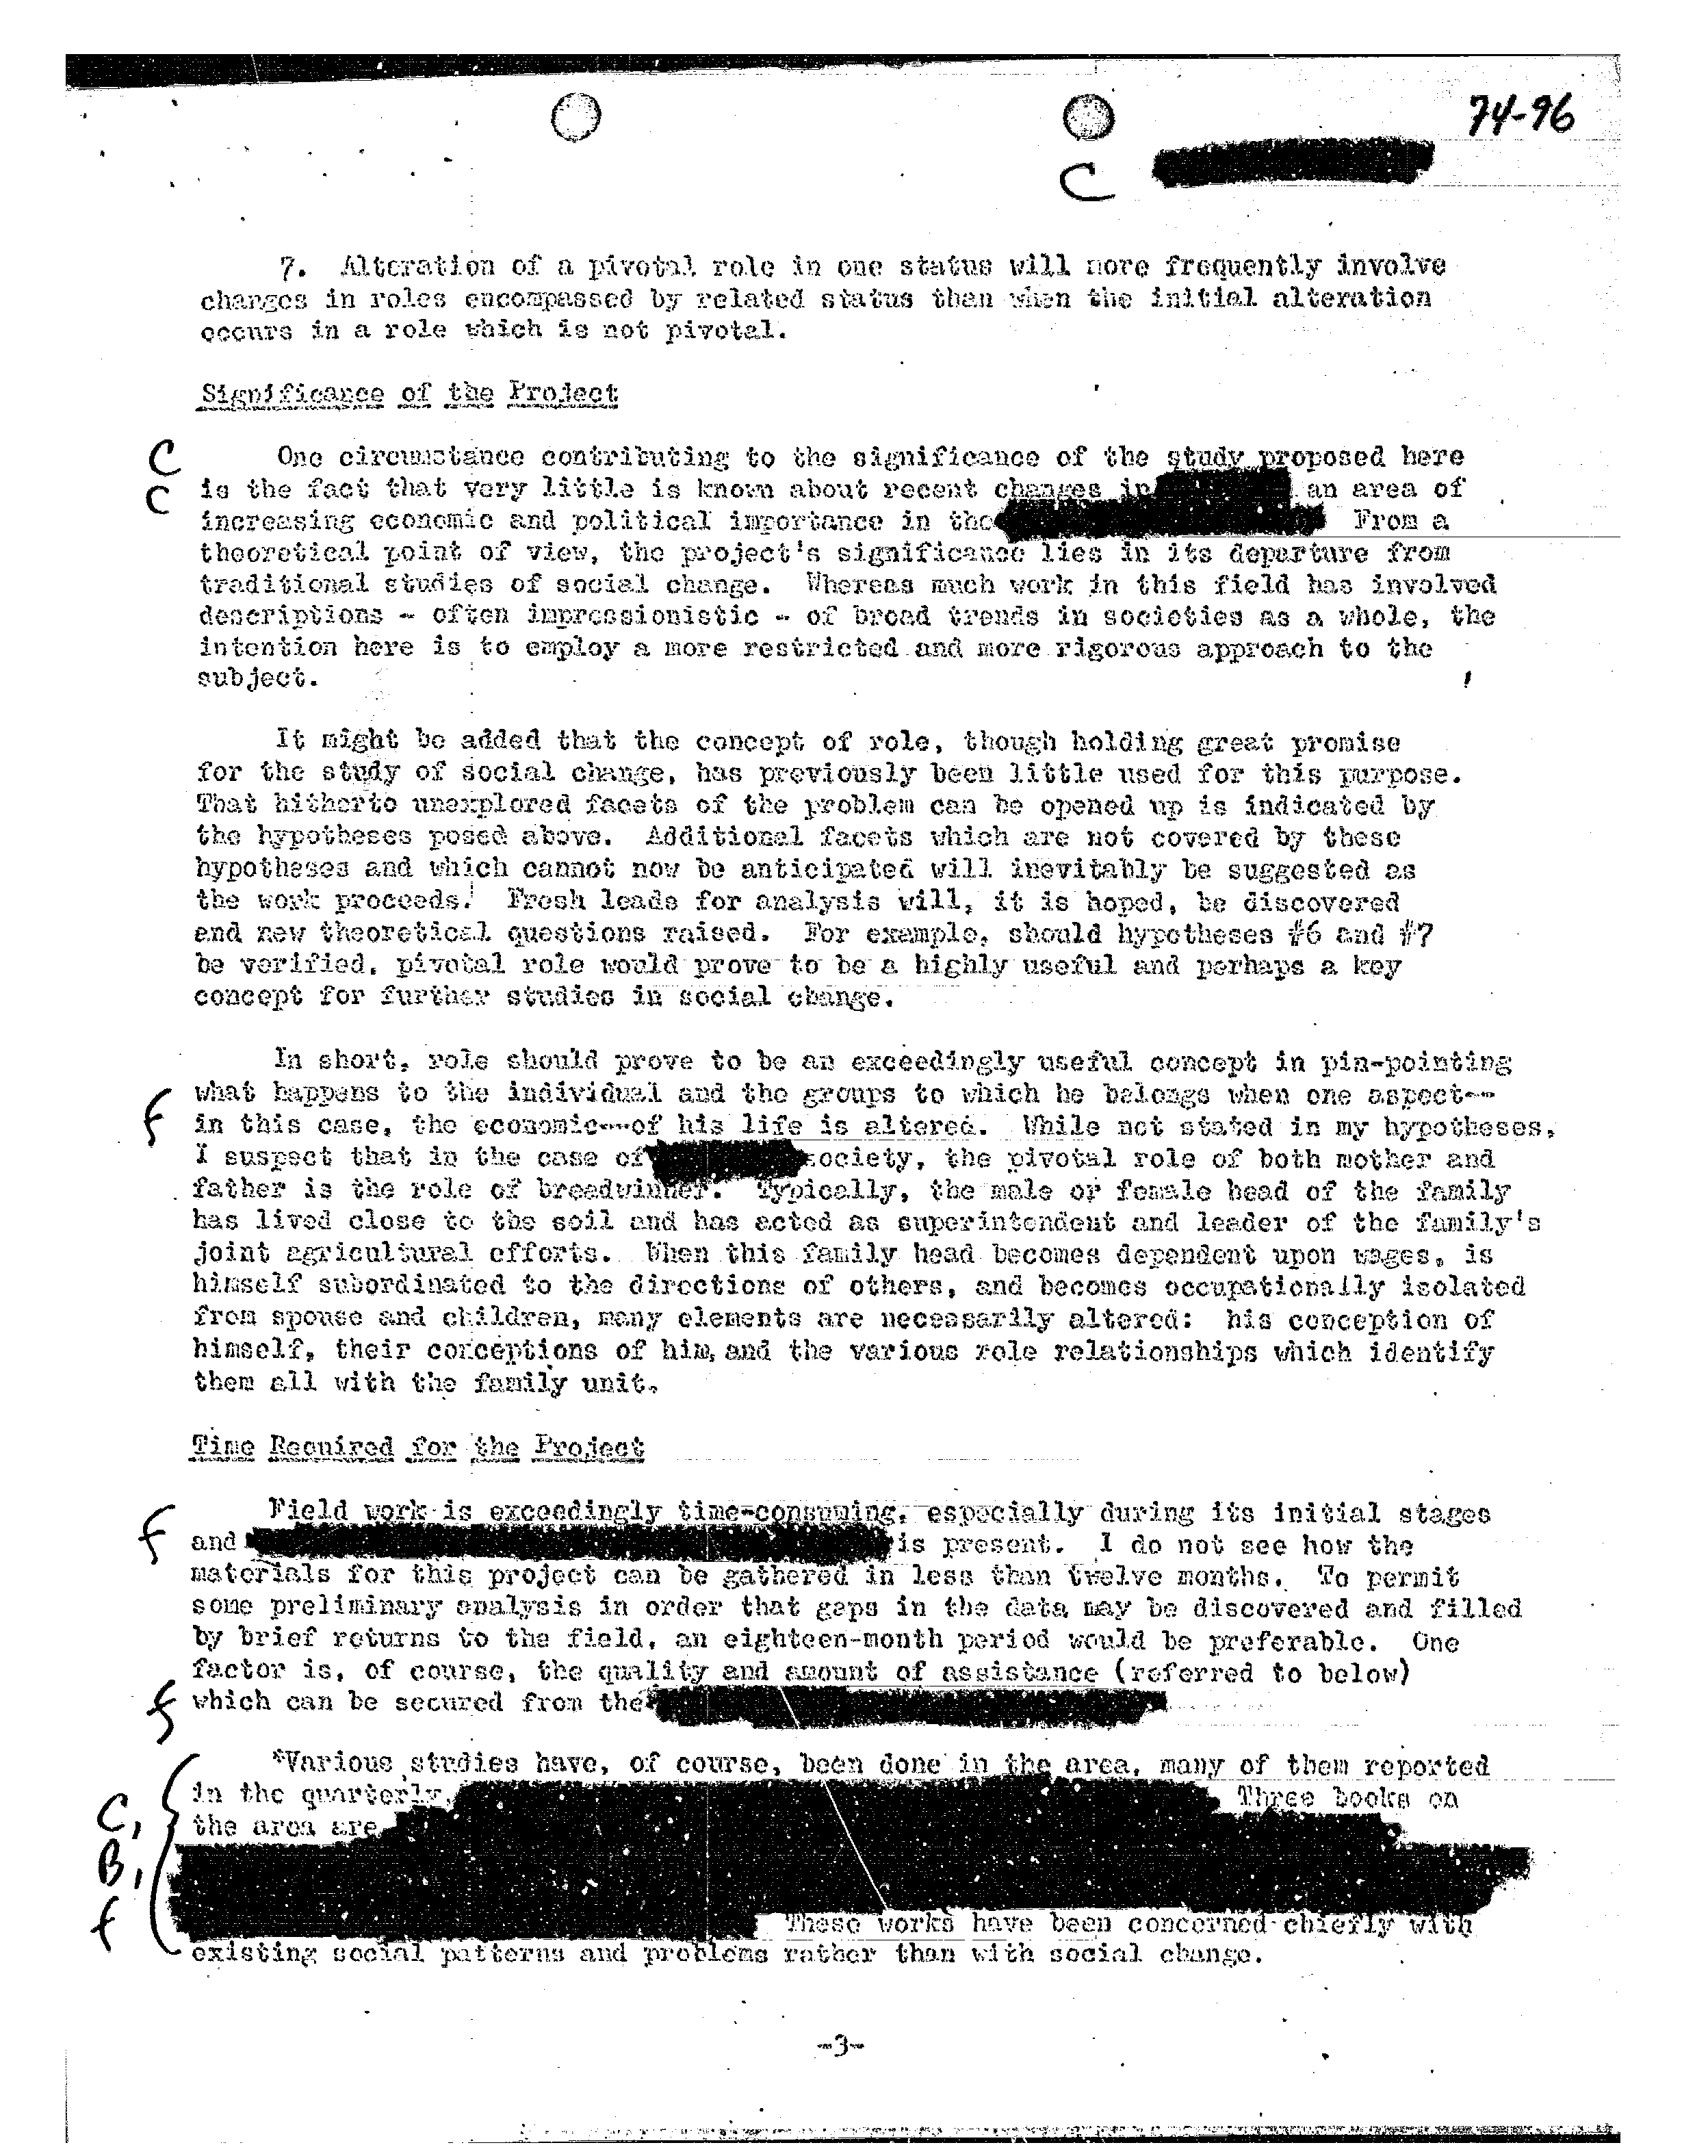 74-96
C
7. Alteration of a pivotal role in one status will more frequently involve
changes in roles encompassed by related status than when the initial alteration
occurs in a role which is not pivotal.
Significance of the Project
C
One circumstance contributing to the significance of the study proposed here
C
is the fact that very little is known about recent changes in an area of
increasing economic and political importance in the From a
theoretical point of view, the project's significance lies in its departure from
traditional studies of social change. Whereas much work in this field has involved
descriptions - often impressionistic - of broad trends in societies as a whole, the
intention here is to employ a more restricted and more rigorous approach to the
subject.
It might be added that the concept of role, though holding great promise
for the study of social change, has previously been little used for this purpose.
That hitherto unexplored facets of the problem can be opened up is indicated by
the hypotheses posed above. Additional facets which are not covered by these
hypotheses and which cannot now be anticipated will inevitably be suggested as
the work proceeds. Fresh leads for analysis will, it is hoped, be discovered
and new theoretical questions raised. For example, should hypotheses #6 and #7
be verified, pivotal role would prove to be a highly useful and perhaps a key
concept for further studies in social change.
In short, role should prove to be an exceedingly useful concept in pin-pointing
what happens to the individual and the groups to which he belongs when one aspect--
f
in this case, the economic--of his life is altered. While not stated in my hypotheses,
I suspect that in the case of society, the pivotal role of both mother and
father is the role of breadwinner. Typically, the male or female head of the family
has lived close to the soil and has acted as superintendent and leader of the family's
joint agricultural efforts. When this family head becomes dependent upon wages, is
himself subordinated to the directions of others, and becomes occupationally isolated
from spouse and children, many elements are necessarily altered: his conception of
himself, their conceptions of him, and the various role relationships which identify
them all with the family unit.
Time Required for the Project
Field work is exceedingly time-consuming, especially during its initial stages
f
and is present. I do not see how the
materials for this project can be gathered in less than twelve months. To permit
some preliminary analysis in order that gaps in the data may be discovered and filled
by brief returns to the field, an eighteen-month period would be preferable. One
factor is, of course, the quality and amount of assistance (referred to below)
f
which can be secured from the
*Various studies have, of course, been done in the area, many of them reported
in the quarterly, Three books on
C,
the area are
B,
f
These works have been concerned chiefly with
existing social patterns and problems rather than with social change.
-3-